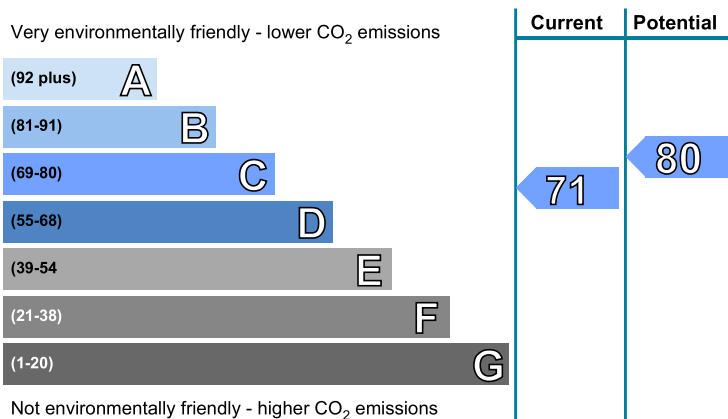 Very environmentally friendly - lower CO2 emissions
Current
Potential
(92 plus) A
(81-91) B
(69-80) C
(55-68) D
(39-54 E
(21-38) F
(1-20) G
71
80
Not environmentally friendly - higher CO2 emissions